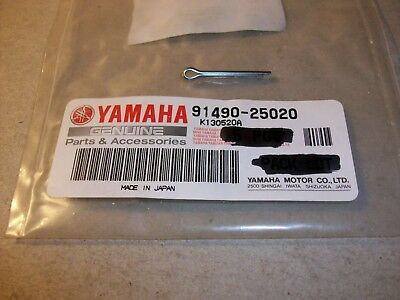 YAMAHA 91490-25020
K130520A
GENUINE
Parts & Accessories
MADE IN JAPAN
YAMAHA MOTOR CO.,LTD.
2500 SHINGAI IWATA SHIZUOKA JAPAN